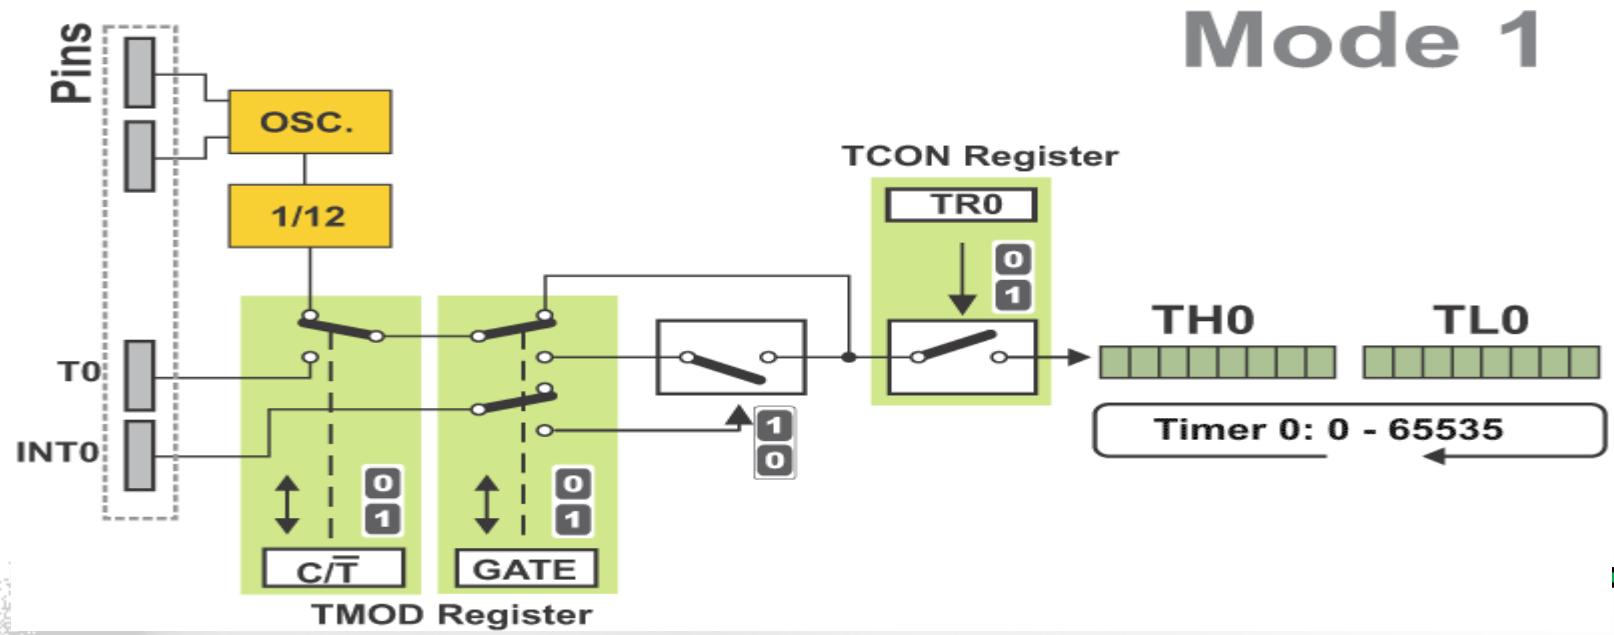 Mode 1
Pins
OSC.
1/12
TCON Register
TR0
0
1
TH0 TL0
T0
1
0
Timer 0: 0 - 65535
INT0
0
1
0
1
C/T̅
GATE
TMOD Register